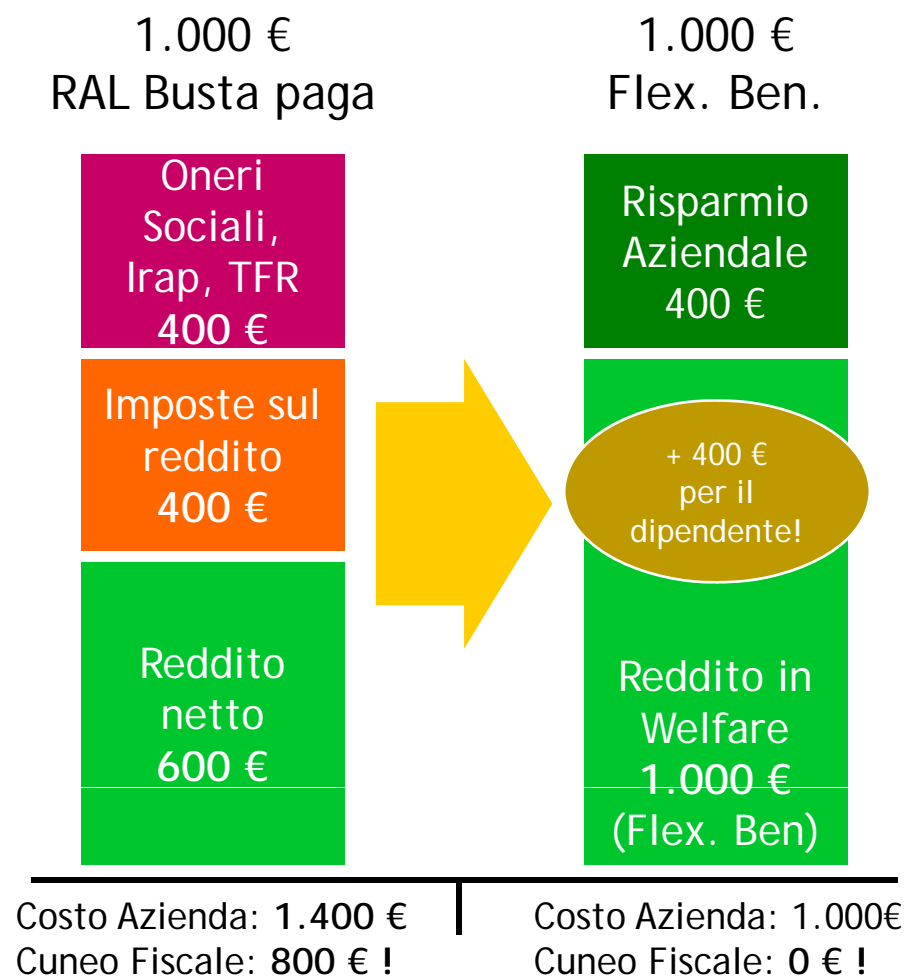 1.000 €
RAL Busta paga
Oneri
Sociali,
Irap, TFR
400 €
Imposte sul
reddito
400 €
Reddito
netto
600 €
Costo Azienda: 1.400 €
Cuneo Fiscale: 800 € !
1.000 €
Flex. Ben.
Risparmio
Aziendale
400 €
+ 400 €
per il
dipendente!
Reddito in
Welfare
1.000 €
(Flex. Ben)
Costo Azienda: 1.000€
Cuneo Fiscale: 0 € !